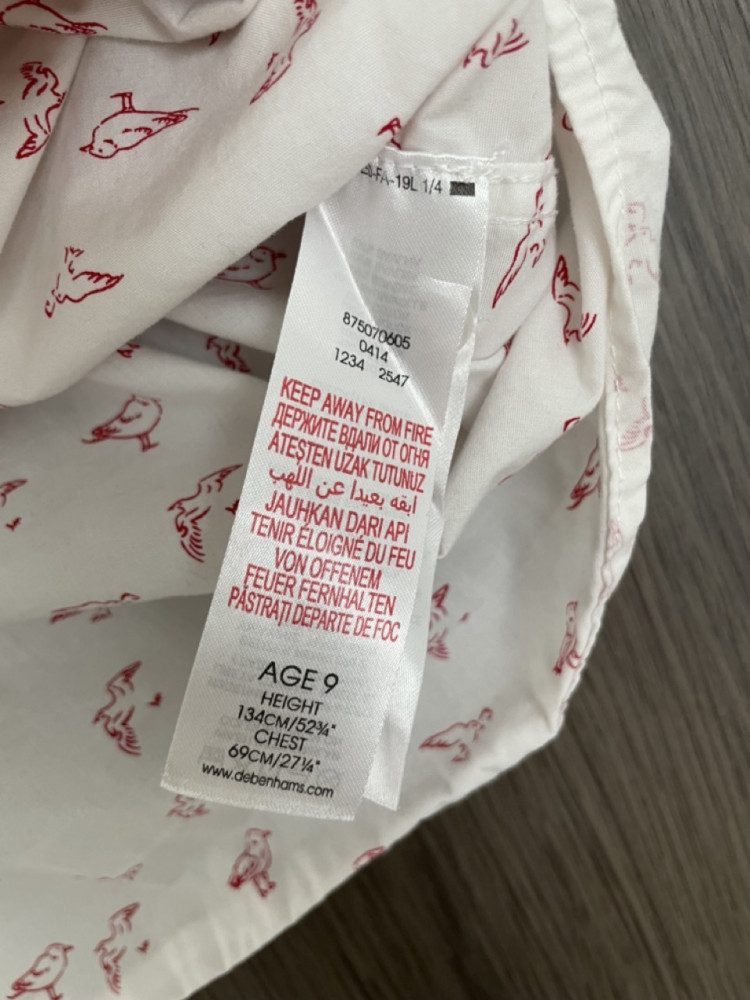 -19L 1/4
875070605
0414
1234 2547
KEEP AWAY FROM FIRE
ДЕРЖИТЕ ВДАЛИ ОТ ОГНЯ
ATEŞTEN UZAK TUTUNUZ
ابقه بعيدا عن اللهب
JAUHKAN DARI API
TENIR ÉLOIGNÉ DU FEU
VON OFFENEM
FEUER FERNHALTEN
PĂSTRAŢI DEPARTE DE FOC
AGE 9
HEIGHT
134CM/52¾"
CHEST
69CM/27¼"
www.debenhams.com